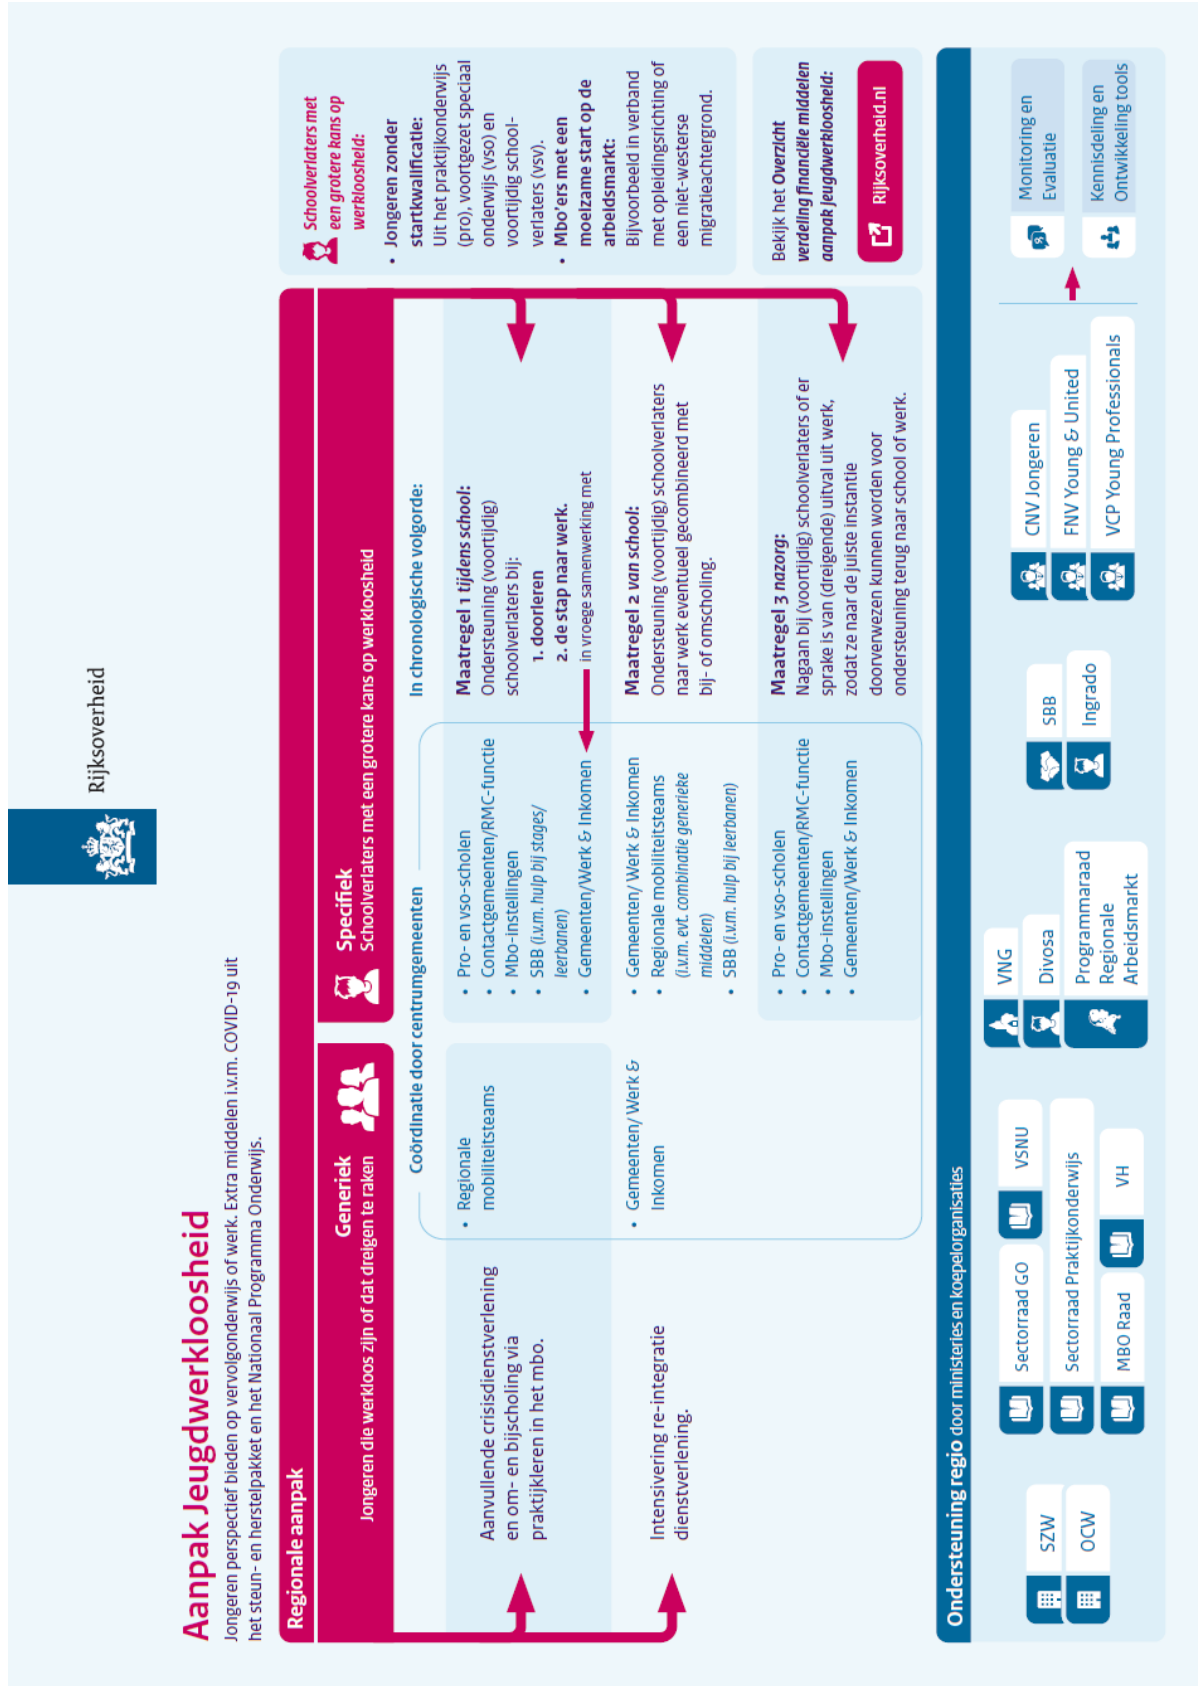 Rijksoverheid
Aanpak Jeugdwerkloosheid
Jongeren perspectief bieden op vervolgonderwijs of werk. Extra middelen i.v.m. COVID-19 uit
het steun- en herstelpakket en het Nationaal Programma Onderwijs.
Regionale aanpak
Generiek
Jongeren die werkloos zijn of dat dreigen te raken
Specifiek
Schoolverlaters met een grotere kans op werkloosheid
Coördinatie door centrumgemeenten
In chronologische volgorde:
Aanvullende crisisdienstverlening
en om- en bijscholing via
praktijkleren in het mbo.
• Regionale
mobiliteitsteams
• Pro- en vso-scholen
• Contactgemeenten/RMC-functie
• Mbo-instellingen
• SBB (i.v.m. hulp bij stages/
leerbanen)
• Gemeenten/Werk & Inkomen
Maatregel 1 tijdens school:
Ondersteuning (voortijdig)
schoolverlaters bij:
1. doorleren
2. de stap naar werk.
in vroege samenwerking met
Intensivering re-integratie
dienstverlening.
• Gemeenten/ Werk &
Inkomen
• Gemeenten/ Werk & Inkomen
• Regionale mobiliteitsteams
(i.v.m. evt. combinatie generieke
middelen)
• SBB (i.v.m. hulp bij leerbanen)
Maatregel 2 van school:
Ondersteuning (voortijdig) schoolverlaters
naar werk eventueel gecombineerd met
bij- of omscholing.
• Pro- en vso-scholen
• Contactgemeenten/RMC-functie
• Mbo-instellingen
• Gemeenten/Werk & Inkomen
Maatregel 3 nazorg:
Nagaan bij (voortijdig) schoolverlaters of er
sprake is van (dreigende) uitval uit werk,
zodat ze naar de juiste instantie
doorverwezen kunnen worden voor
ondersteuning terug naar school of werk.
Schoolverlaters met
een grotere kans op
werkloosheid:
• Jongeren zonder
startkwalificatie:
Uit het praktijkonderwijs
(pro), voortgezet speciaal
onderwijs (vso) en
voortijdig school-
verlaters (vsv).
• Mbo'ers met een
moeizame start op de
arbeidsmarkt:
Bijvoorbeeld in verband
met opleidingsrichting of
een niet-westerse
migratieachtergrond.
Bekijk het Overzicht
verdeling financiële middelen
aanpak jeugdwerkloosheid:
Rijksoverheid.nl
Ondersteuning regio door ministeries en koepelorganisaties
SZW
OCW
Sectorraad GO
VSNU
Sectorraad Praktijkonderwijs
MBO Raad
VH
VNG
Divosa
Programmaraad
Regionale
Arbeidsmarkt
SBB
Ingrado
CNV Jongeren
FNV Young & United
VCP Young Professionals
Monitoring en
Evaluatie
Kennisdeling en
Ontwikkeling tools